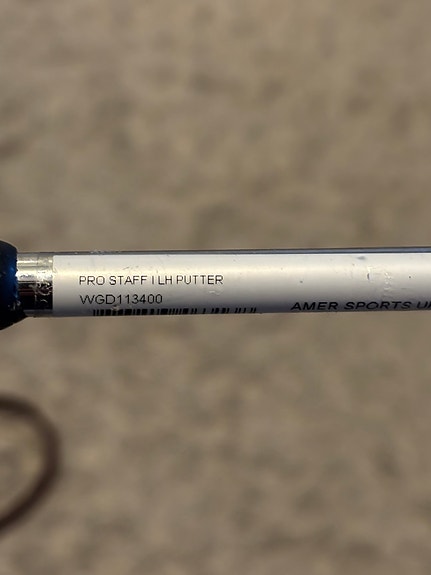 PRO STAFF I LH PUTTER
WGD113400
AMER SPORTS